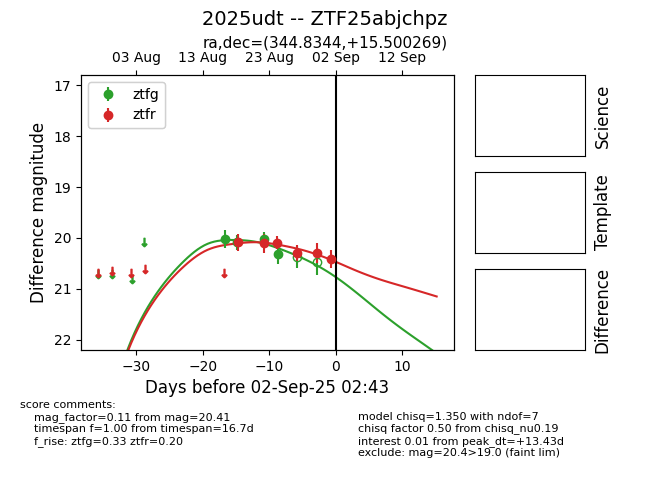 2025udt -- ZTF25abjchpz
ra,dec=(344.8344,+15.500269)
03 Aug 13 Aug 23 Aug 02 Sep 12 Sep
ztfg
ztfr
17
18
19
20
21
22
Difference magnitude
−30 −20 −10 0 10
Days before 02-Sep-25 02:43
Science
Template
Difference
score comments:
mag_factor=0.11 from mag=20.41
timespan f=1.00 from timespan=16.7d
f_rise: ztfg=0.33 ztfr=0.20
model chisq=1.350 with ndof=7
chisq factor 0.50 from chisq_nu0.19
interest 0.01 from peak_dt=+13.43d
exclude: mag=20.4>19.0 (faint lim)